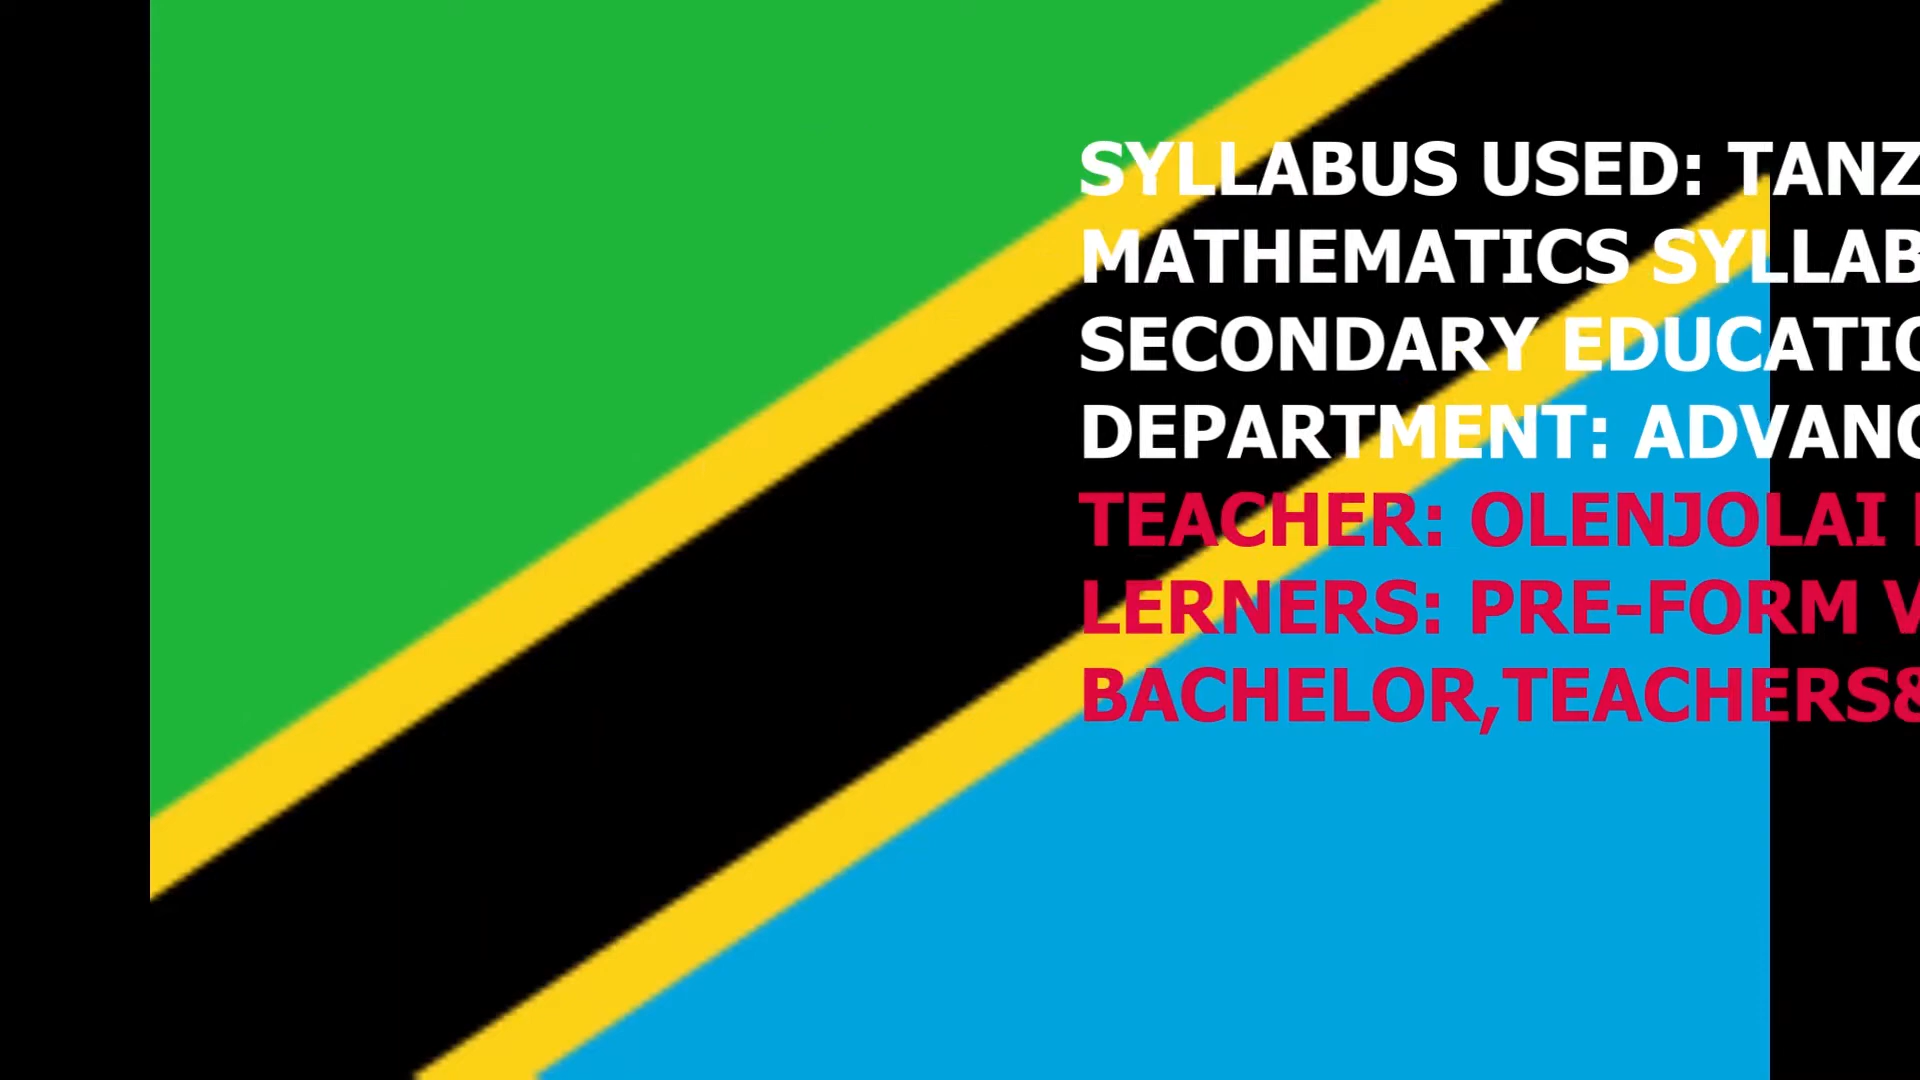 SYLLABUS USED: TANZ
MATHEMATICS SYLLAB
SECONDARY EDUCATIO
DEPARTMENT: ADVANC
TEACHER: OLENJOLAI
LERNERS: PRE-FORM V
BACHELOR,TEACHERS&